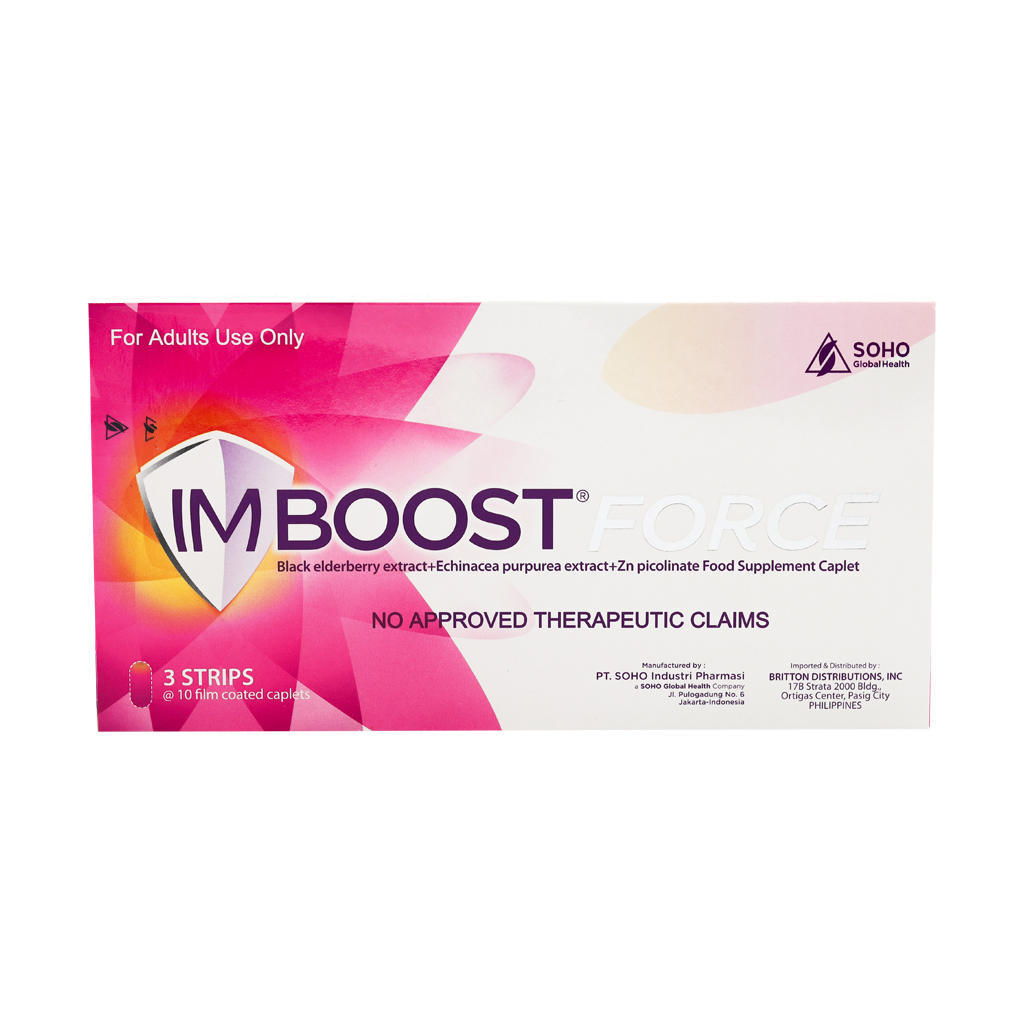 For Adults Use Only
SOHO
Global Health
IMBOOST® FORCE
Black elderberry extract+Echinacea purpurea extract+Zn picolinate Food Supplement Caplet
NO APPROVED THERAPEUTIC CLAIMS
3 STRIPS
@ 10 film coated caplets
Manufactured by :
PT. SOHO Industri Pharmasi
a SOHO Global Health Company
Jl. Pulogadung No. 6
Jakarta-Indonesia
Imported & Distributed by :
BRITTON DISTRIBUTIONS, INC
17B Strata 2000 Bldg.,
Ortigas Center, Pasig City
PHILIPPINES